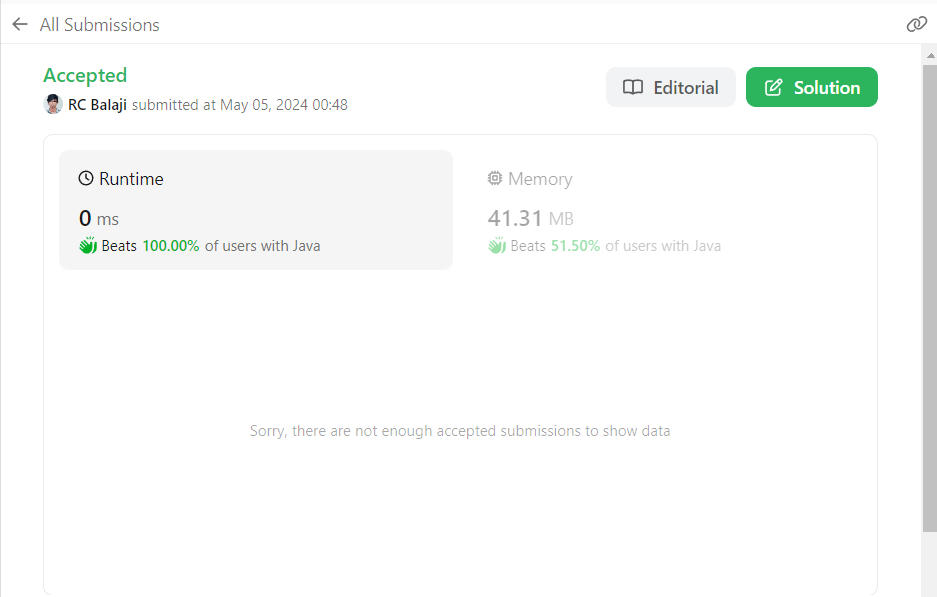 All Submissions
Accepted
RC Balaji submitted at May 05, 2024 00:48
Editorial
Solution
Runtime
0 ms
Beats 100.00% of users with Java
Memory
41.31 MB
Beats 51.50% of users with Java
Sorry, there are not enough accepted submissions to show data